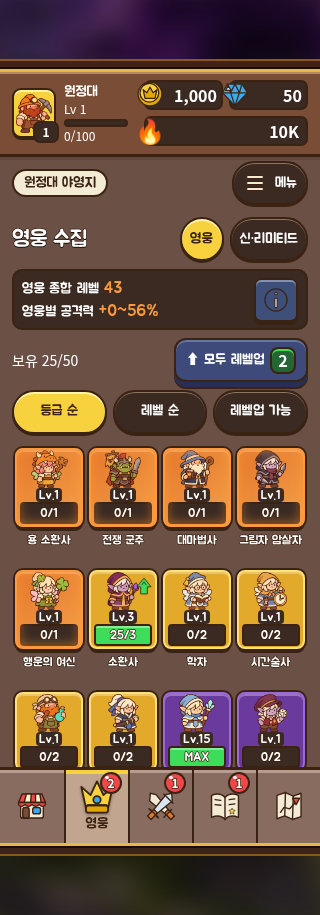 원정대
Lv 1
0/100
1
1,000
50
10K
원정대 야영지
메뉴
영웅 수집
영웅
신·리미티드
영웅 종합 레벨 43
영웅별 공격력 +0~56%
보유 25/50
모두 레벨업 2
등급 순
레벨 순
레벨업 가능
Lv.1 Lv.1 Lv.1 Lv.1
0/1 0/1 0/1 0/1
용 소환사 전쟁 군주 대마법사 그림자 암살자
Lv.1 Lv.3 Lv.1 Lv.1
0/1 25/3 0/2 0/2
행운의 여신 소환사 학자 시간술사
Lv.1 Lv.1 Lv.15 Lv.1
0/2 0/2 MAX 0/2
2 1 1
영웅